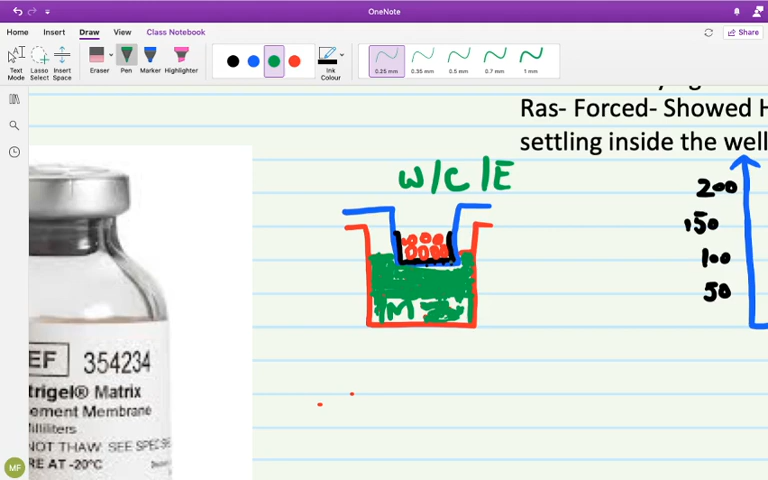 OneNote
Home Insert Draw View Class Notebook
Share
Text Mode
Lasso Select
Insert Space
Eraser
Pen
Marker
Highlighter
Ink Colour
0.25 mm
0.35 mm
0.5 mm
0.7 mm
1 mm
Ras- Forced- Showed H
settling inside the well
W/C/E
200
150
100
50
EF 354234
trigel® Matrix
ement Membrane
illiliters
NOT THAW: SEE SPEC
RE AT -20°C
MF